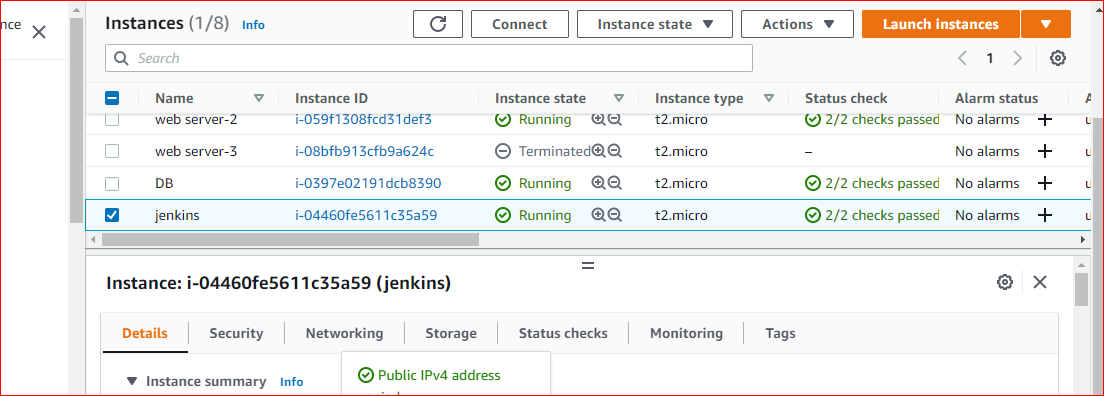 nce
Instances (1/8) Info Connect Instance state Actions Launch instances
Search 1
Name Instance ID Instance state Instance type Status check Alarm status A
web server-2 i-059f1308fcd31def3 Running t2.micro 2/2 checks passed No alarms + u
web server-3 i-08bfb913cfb9a624c Terminated t2.micro – No alarms + u
DB i-0397e02191dcb8390 Running t2.micro 2/2 checks passed No alarms + u
jenkins i-04460fe5611c35a59 Running t2.micro 2/2 checks passed No alarms + u
Instance: i-04460fe5611c35a59 (jenkins)
Details Security Networking Storage Status checks Monitoring Tags
Instance summary Info Public IPv4 address